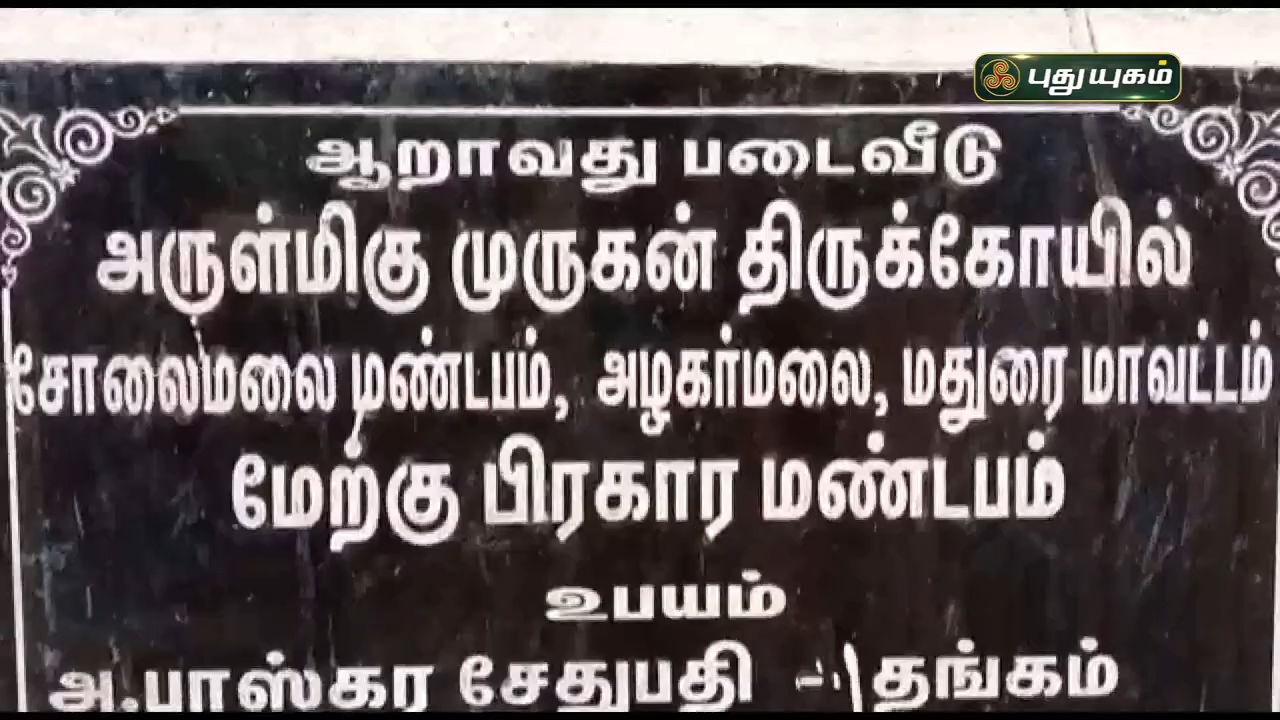 புதுயுகம்
ஆறாவது படைவீடு
அருள்மிகு முருகன் திருக்கோயில்
சோலைமலை மண்டபம், அழகர்மலை, மதுரை மாவட்டம்
மேற்கு பிரகார மண்டபம்
உபயம்
அ.பாஸ்கர சேதுபதி தங்கம்